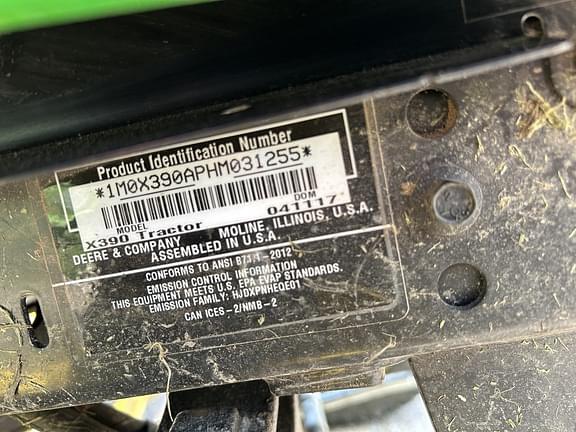 Product Identification Number
*1M0X390APHM031255*
MODEL DOM
X390 Tractor 041117
DEERE & COMPANY MOLINE, ILLINOIS, U.S.A.
ASSEMBLED IN U.S.A.
CONFORMS TO ANSI B71.1 - 2012
EMISSION CONTROL INFORMATION
THIS EQUIPMENT MEETS U.S. EPA EVAP STANDARDS.
EMISSION FAMILY: HJDXPNHEQE01
CAN ICES-2/NMB-2